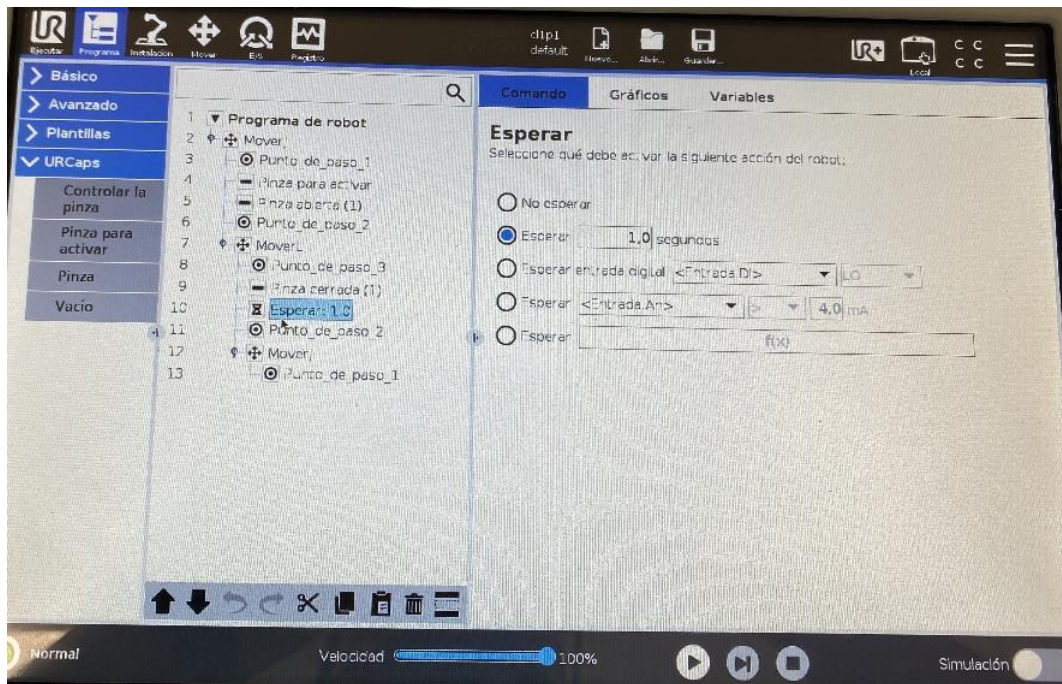 UR
Ejecutar Programa Instalación Mover E/S Registro
clip1
default
Nuevo... Abrir... Guardar...
UR+
Local
C C
C C
Básico
Avanzado
Plantillas
URCaps
Controlar la
pinza
Pinza para
activar
Pinza
Vacío
1 Programa de robot
2 MoverJ
3 Punto_de_paso_1
4 Pinza para activar
5 Pinza abierta (1)
6 Punto_de_paso_2
7 MoverL
8 Punto_de_paso_3
9 Pinza cerrada (1)
10 Esperar: 1.0
11 Punto_de_paso_2
12 MoverJ
13 Punto_de_paso_1
Comando Gráficos Variables
Esperar
Seleccione qué debe activar la siguiente acción del robot:
No esperar
Esperar 1.0 segundos
Esperar entrada digital <Entrada.DI> LO
Esperar <Entrada.An> > 4.0 mA
Esperar f(x)
Normal
Velocidad 100%
Simulación